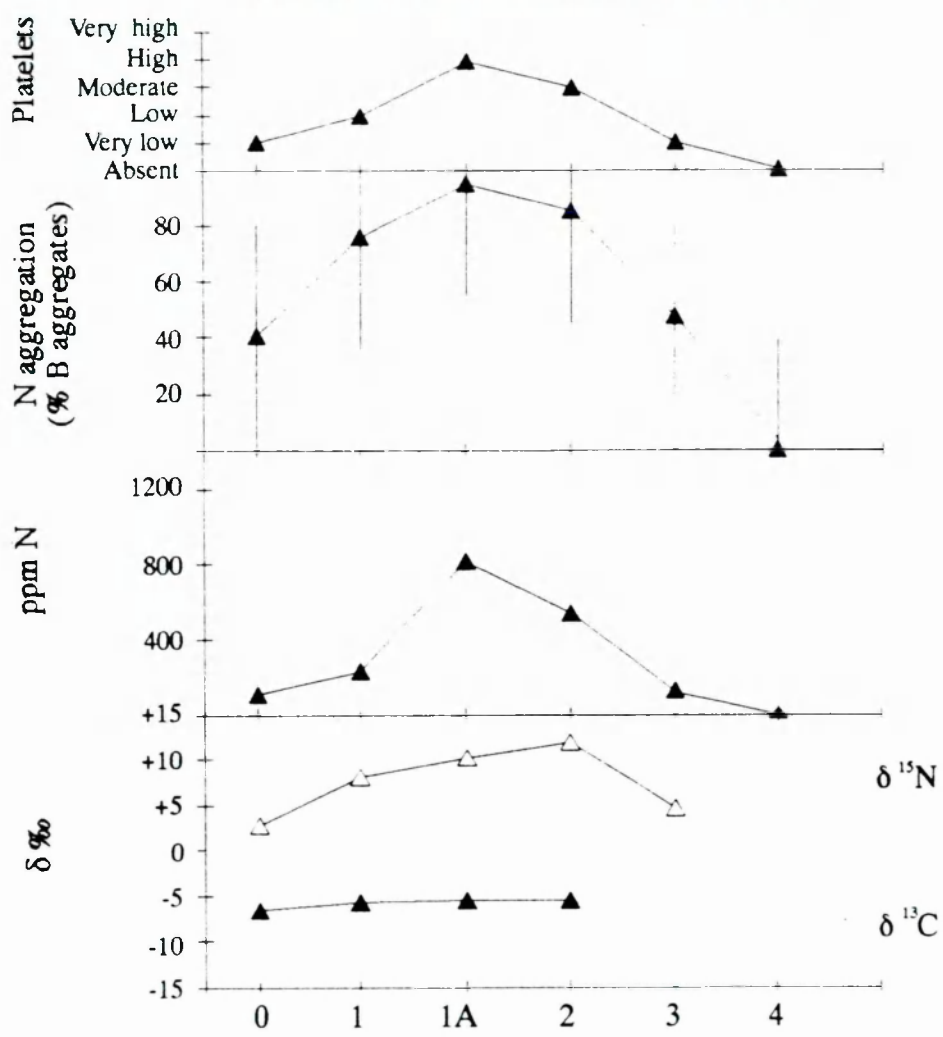 Platelets
Very high
High
Moderate
Low
Very low
Absent
N aggregation
(% B aggregates)
80
60
40
20
ppm N
1200
800
400
+15
+10
+5
0
-5
-10
-15
δ ‰
δ ¹⁵N
δ ¹³C
0 1 1A 2 3 4